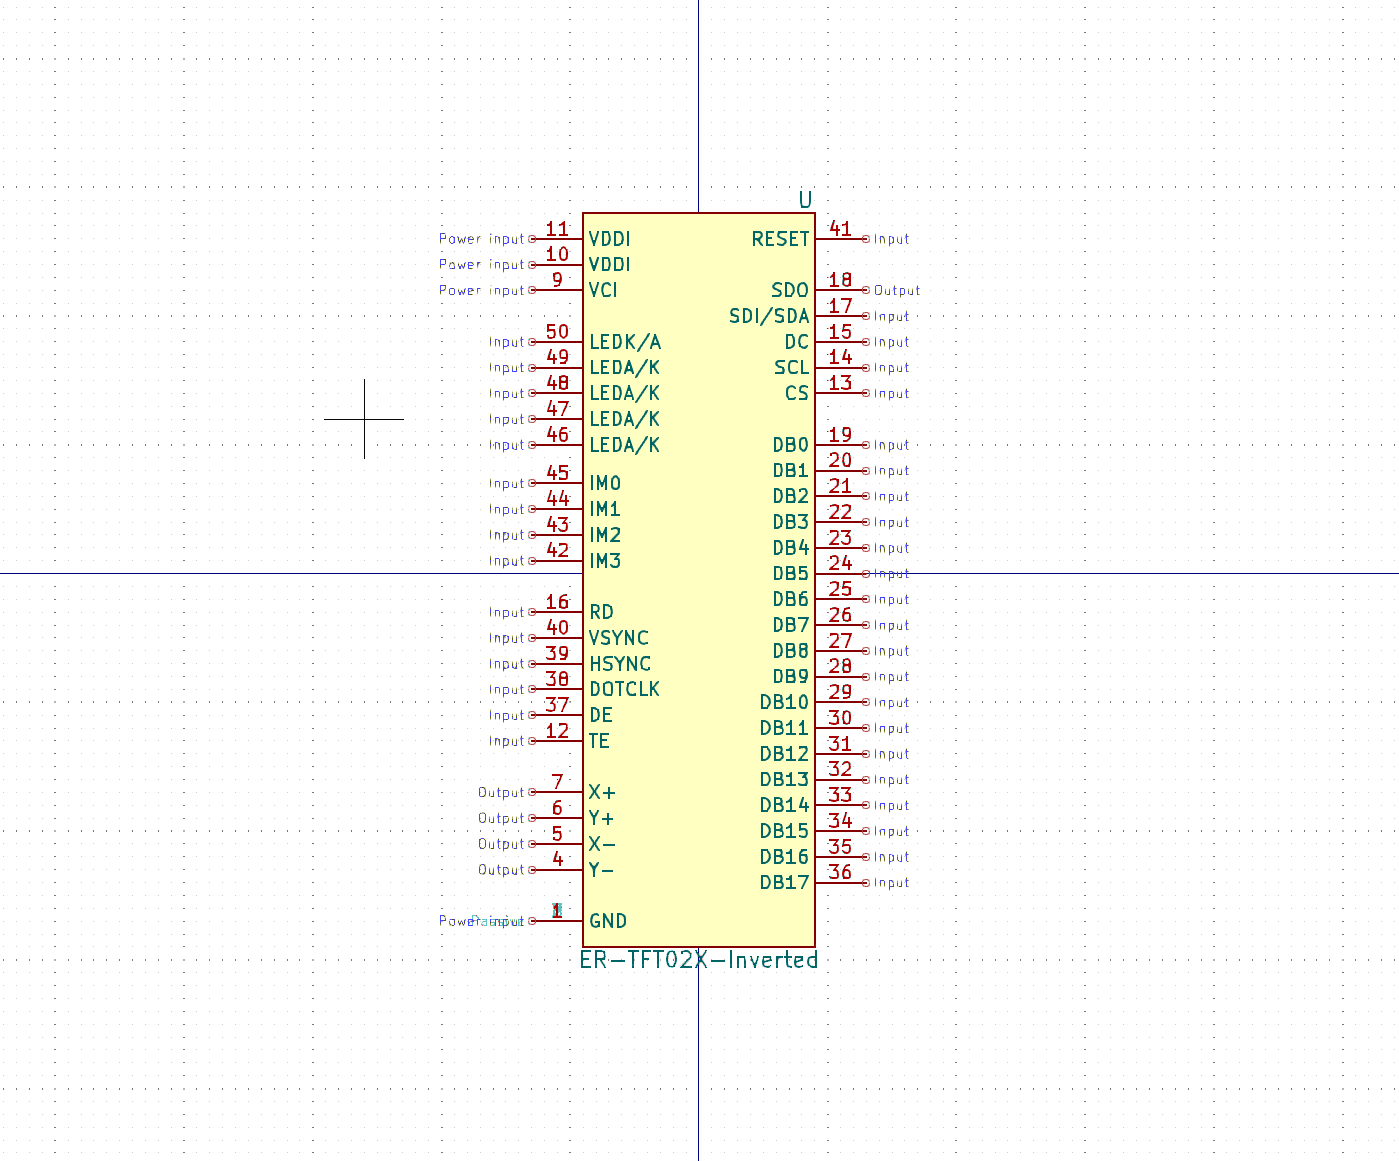 U
Power input 11 VDDI RESET 41 Input
Power input 10 VDDI
Power input 9 VCI SDO 18 Output
SDI/SDA 17 Input
Input 50 LEDK/A DC 15 Input
Input 49 LEDA/K SCL 14 Input
Input 48 LEDA/K CS 13 Input
Input 47 LEDA/K
Input 46 LEDA/K DB0 19 Input
DB1 20 Input
Input 45 IM0
DB2 21 Input
Input 44 IM1
DB3 22 Input
Input 43 IM2
DB4 23 Input
Input 42 IM3
DB5 24 Input
DB6 25 Input
Input 16 RD
DB7 26 Input
Input 40 VSYNC
DB8 27 Input
Input 39 HSYNC
DB9 28 Input
Input 38 DOTCLK
DB10 29 Input
Input 37 DE
DB11 30 Input
Input 12 TE
DB12 31 Input
DB13 32 Input
Output 7 X+
DB14 33 Input
Output 6 Y+
DB15 34 Input
Output 5 X-
DB16 35 Input
Output 4 Y-
DB17 36 Input
Power input 1 GND
ER-TFT02X-Inverted